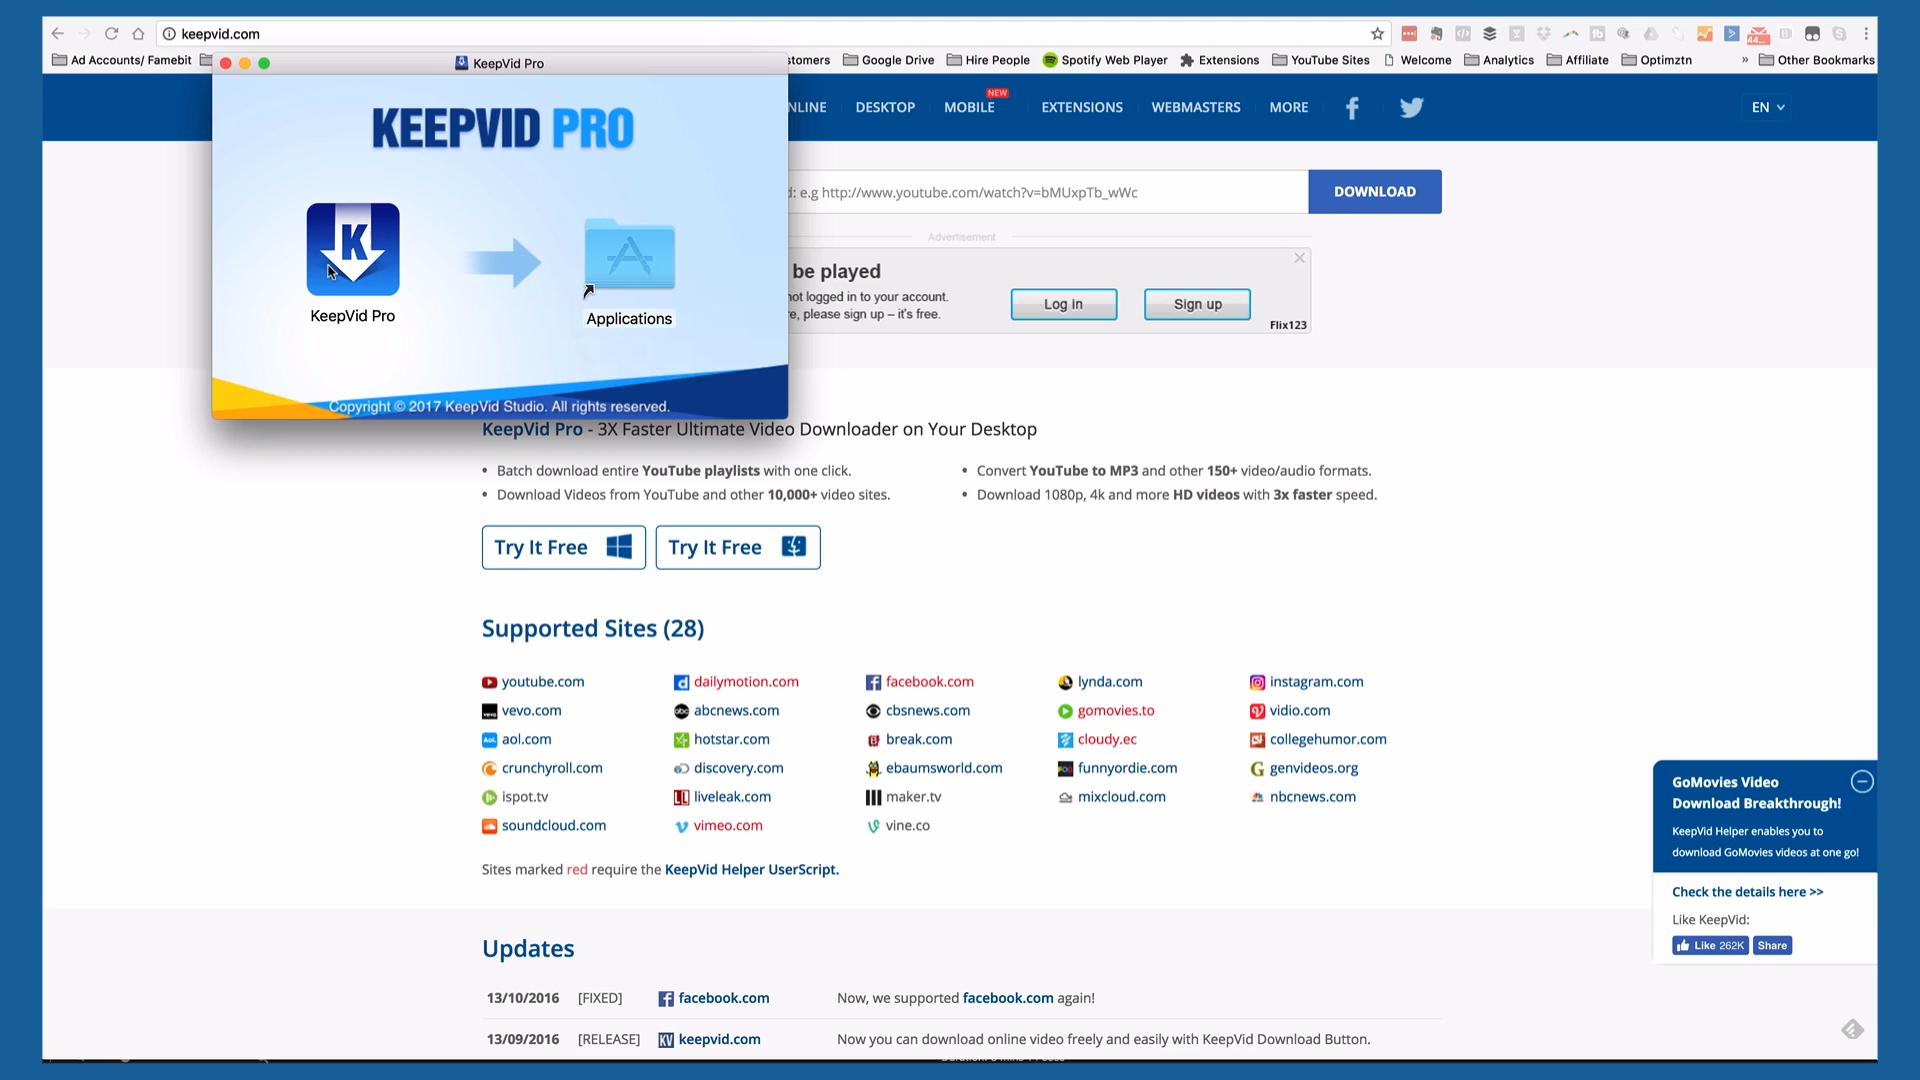 keepvid.com
Ad Accounts/ Famebit
stomers
Google Drive
Hire People
Spotify Web Player
Extensions
YouTube Sites
Welcome
Analytics
Affiliate
Optimztn
»
Other Bookmarks
44...
KeepVid Pro
NLINE
DESKTOP
MOBILE
NEW
EXTENSIONS
WEBMASTERS
MORE
EN
KEEPVID PRO
KeepVid Pro
Applications
Copyright © 2017 KeepVid Studio. All rights reserved.
d: e.g http://www.youtube.com/watch?v=bMUxpTb_wWc
DOWNLOAD
Advertisement
be played
not logged in to your account.
re, please sign up – it's free.
Log in
Sign up
Flix123
KeepVid Pro - 3X Faster Ultimate Video Downloader on Your Desktop
• Batch download entire YouTube playlists with one click.
• Convert YouTube to MP3 and other 150+ video/audio formats.
• Download Videos from YouTube and other 10,000+ video sites.
• Download 1080p, 4k and more HD videos with 3x faster speed.
Try It Free
Try It Free
Supported Sites (28)
youtube.com
dailymotion.com
facebook.com
lynda.com
instagram.com
vevo.com
abcnews.com
cbsnews.com
gomovies.to
vidio.com
aol.com
hotstar.com
break.com
cloudy.ec
collegehumor.com
crunchyroll.com
discovery.com
ebaumsworld.com
funnyordie.com
genvideos.org
ispot.tv
liveleak.com
maker.tv
mixcloud.com
nbcnews.com
soundcloud.com
vimeo.com
vine.co
Sites marked red require the KeepVid Helper UserScript.
GoMovies Video
Download Breakthrough!
KeepVid Helper enables you to
download GoMovies videos at one go!
Check the details here >>
Like KeepVid:
Like 262K
Share
Updates
13/10/2016 [FIXED] facebook.com Now, we supported facebook.com again!
13/09/2016 [RELEASE] keepvid.com Now you can download online video freely and easily with KeepVid Download Button.